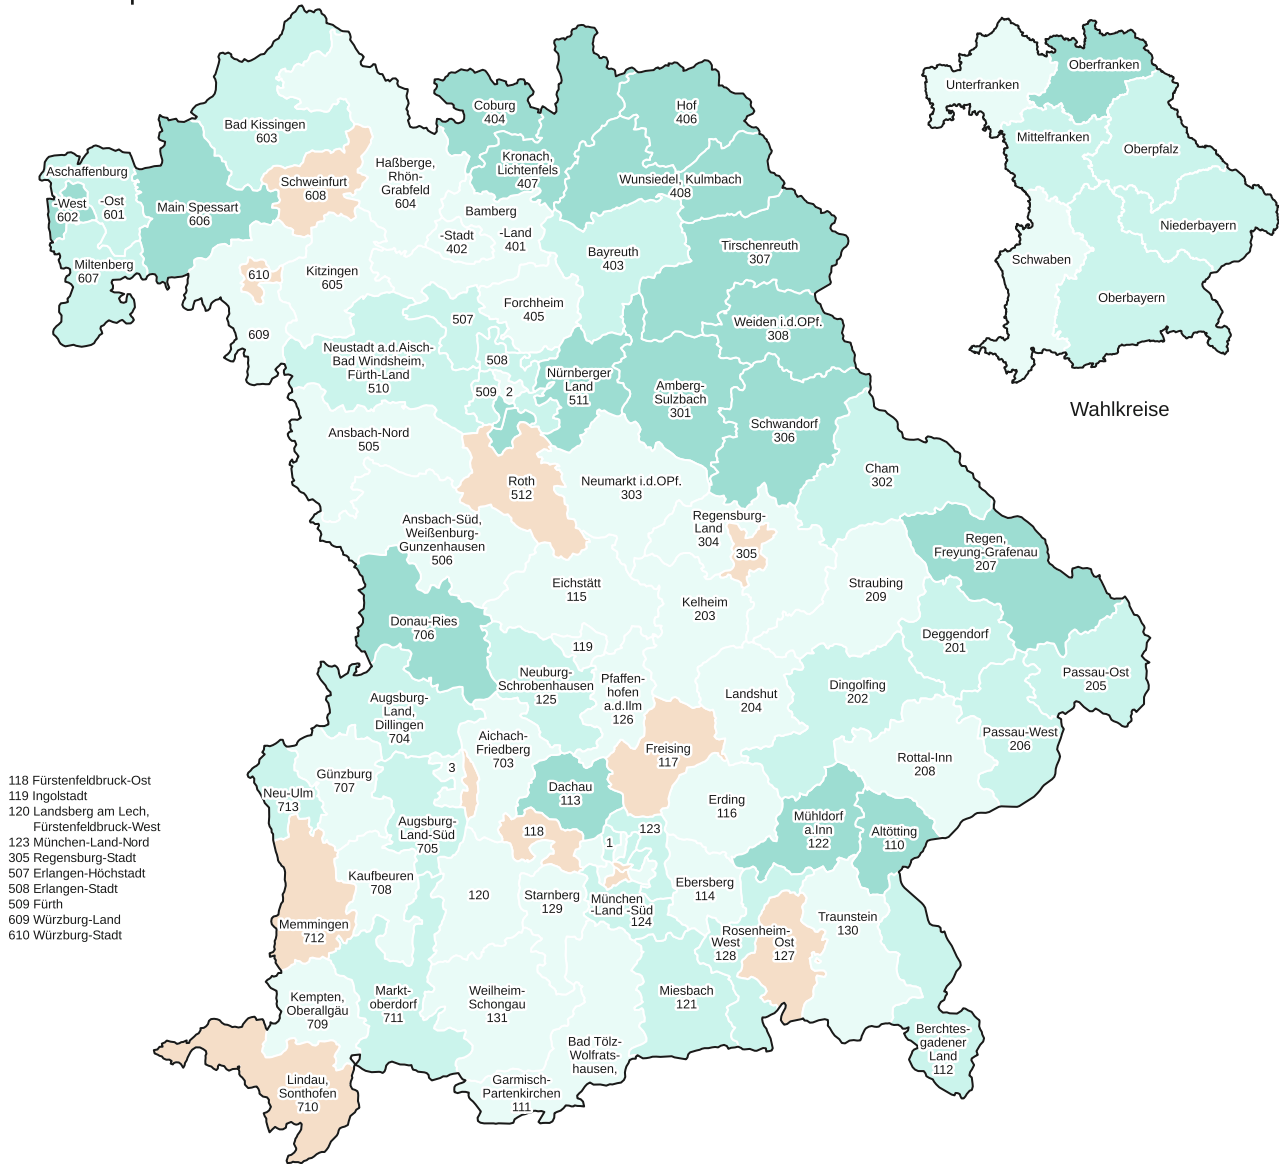 Coburg
404
Hof
406
Bad Kissingen
603
Kronach,
Lichtenfels
407
Aschaffenburg
-West
602
-Ost
601
Main Spessart
606
Schweinfurt
608
Haßberge,
Rhön-
Grabfeld
604
Wunsiedel, Kulmbach
408
Bamberg
-Stadt
402
-Land
401
Bayreuth
403
Tirschenreuth
307
Miltenberg
607
610
Kitzingen
605
Forchheim
405
609
507
Weiden i.d.OPf.
308
Neustadt a.d.Aisch-
Bad Windsheim,
Fürth-Land
510
508
509
2
Nürnberger
Land
511
Amberg-
Sulzbach
301
Schwandorf
306
Ansbach-Nord
505
Roth
512
Neumarkt i.d.OPf.
303
Cham
302
Ansbach-Süd,
Weißenburg-
Gunzenhausen
506
Regensburg-
Land
304
305
Regen,
Freyung-Grafenau
207
Eichstätt
115
Kelheim
203
Straubing
209
Donau-Ries
706
119
Deggendorf
201
Neuburg-
Schrobenhausen
125
Pfaffen-
hofen
a.d.Ilm
126
Landshut
204
Dingolfing
202
Passau-Ost
205
Augsburg-
Land,
Dillingen
704
Aichach-
Friedberg
703
Freising
117
Rottal-Inn
208
Passau-West
206
Günzburg
707
3
Neu-Ulm
713
Dachau
113
Erding
116
Augsburg-
Land-Süd
705
118
123
1
Mühldorf
a.Inn
122
Altötting
110
Kaufbeuren
708
120
Starnberg
129
München
-Land -Süd
124
Ebersberg
114
Memmingen
712
Rosenheim-
West
128
Ost
127
Traunstein
130
Kempten,
Oberallgäu
709
Markt-
oberdorf
711
Weilheim-
Schongau
131
Miesbach
121
Bad Tölz-
Wolfrats-
hausen,
Garmisch-
Partenkirchen
111
Berchtes-
gadener
Land
112
Lindau,
Sonthofen
710
Unterfranken
Oberfranken
Mittelfranken
Oberpfalz
Niederbayern
Schwaben
Oberbayern
Wahlkreise
118 Fürstenfeldbruck-Ost
119 Ingolstadt
120 Landsberg am Lech,
Fürstenfeldbruck-West
123 München-Land-Nord
305 Regensburg-Stadt
507 Erlangen-Höchstadt
508 Erlangen-Stadt
509 Fürth
609 Würzburg-Land
610 Würzburg-Stadt